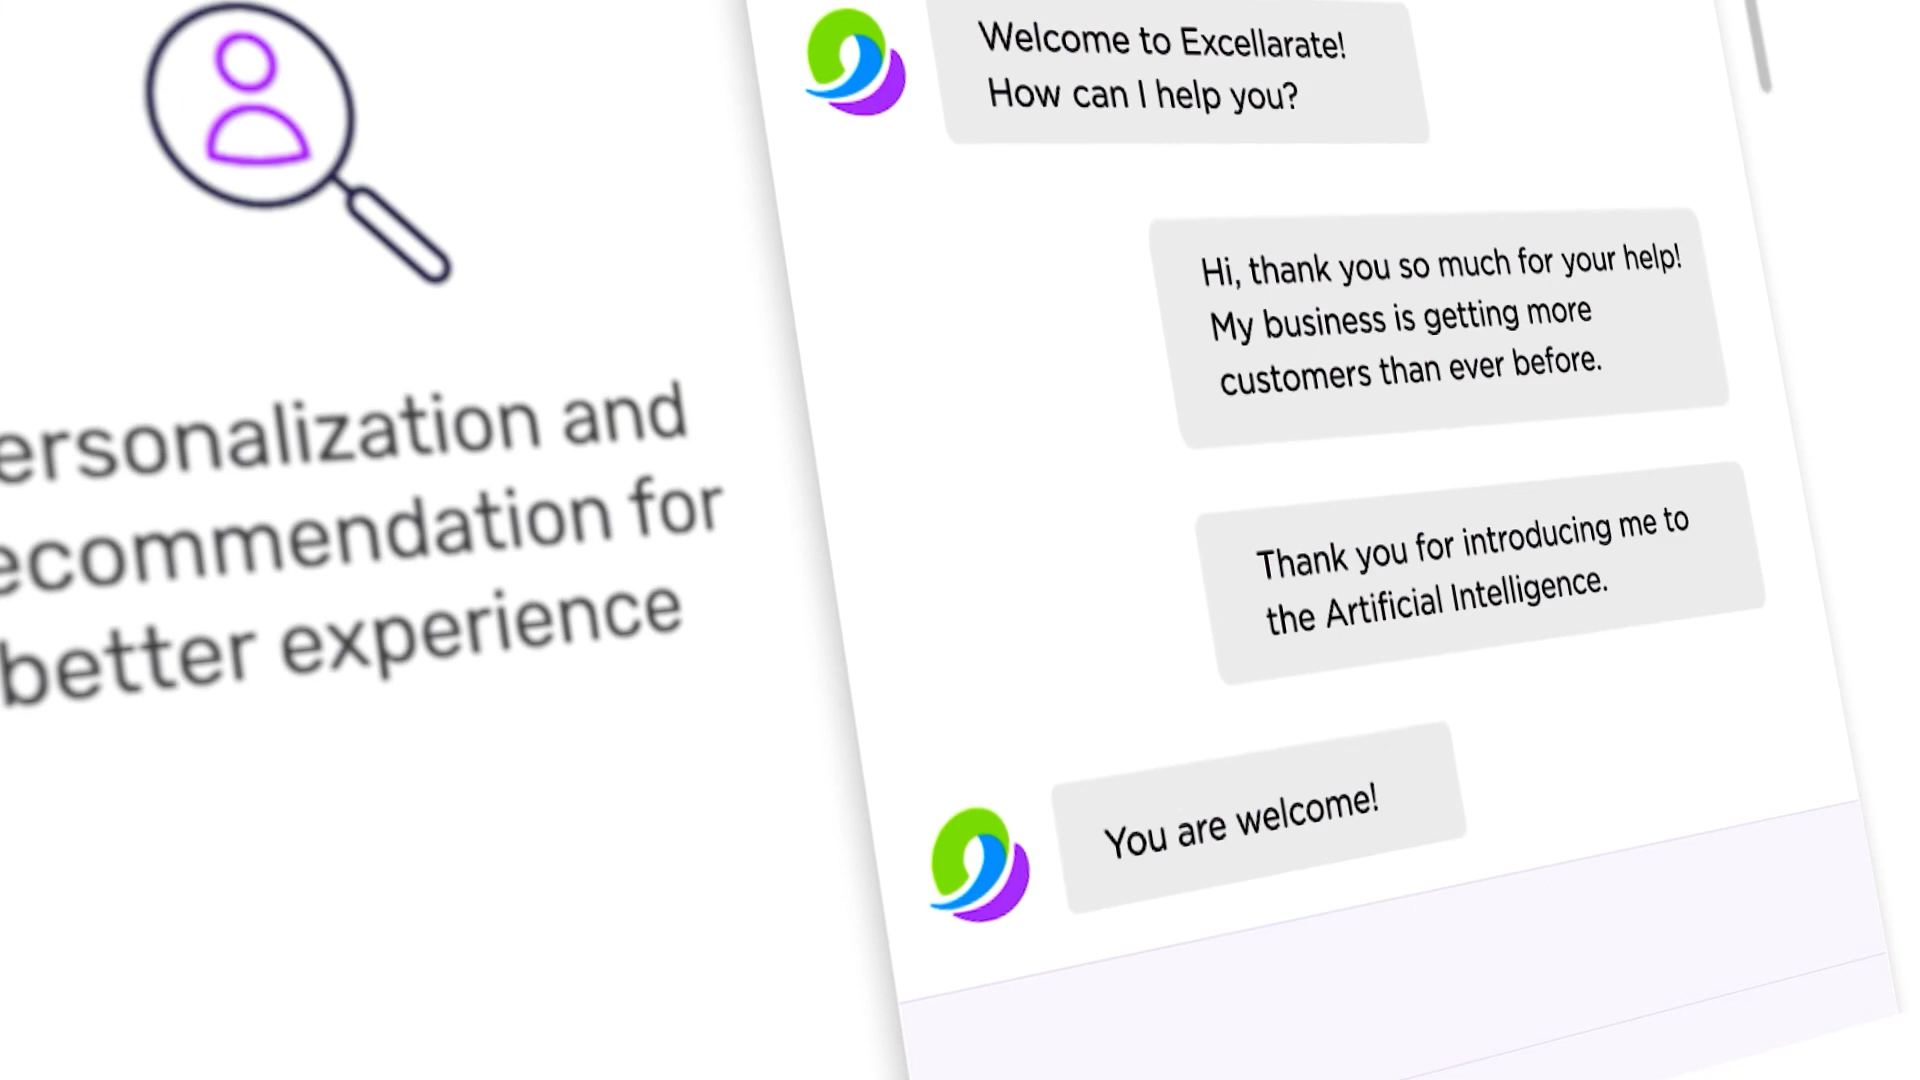 ersonalization and
ecommendation for
better experience
Welcome to Excellarate!
How can I help you?
Hi, thank you so much for your help!
My business is getting more
customers than ever before.
Thank you for introducing me to
the Artificial Intelligence.
You are welcome!